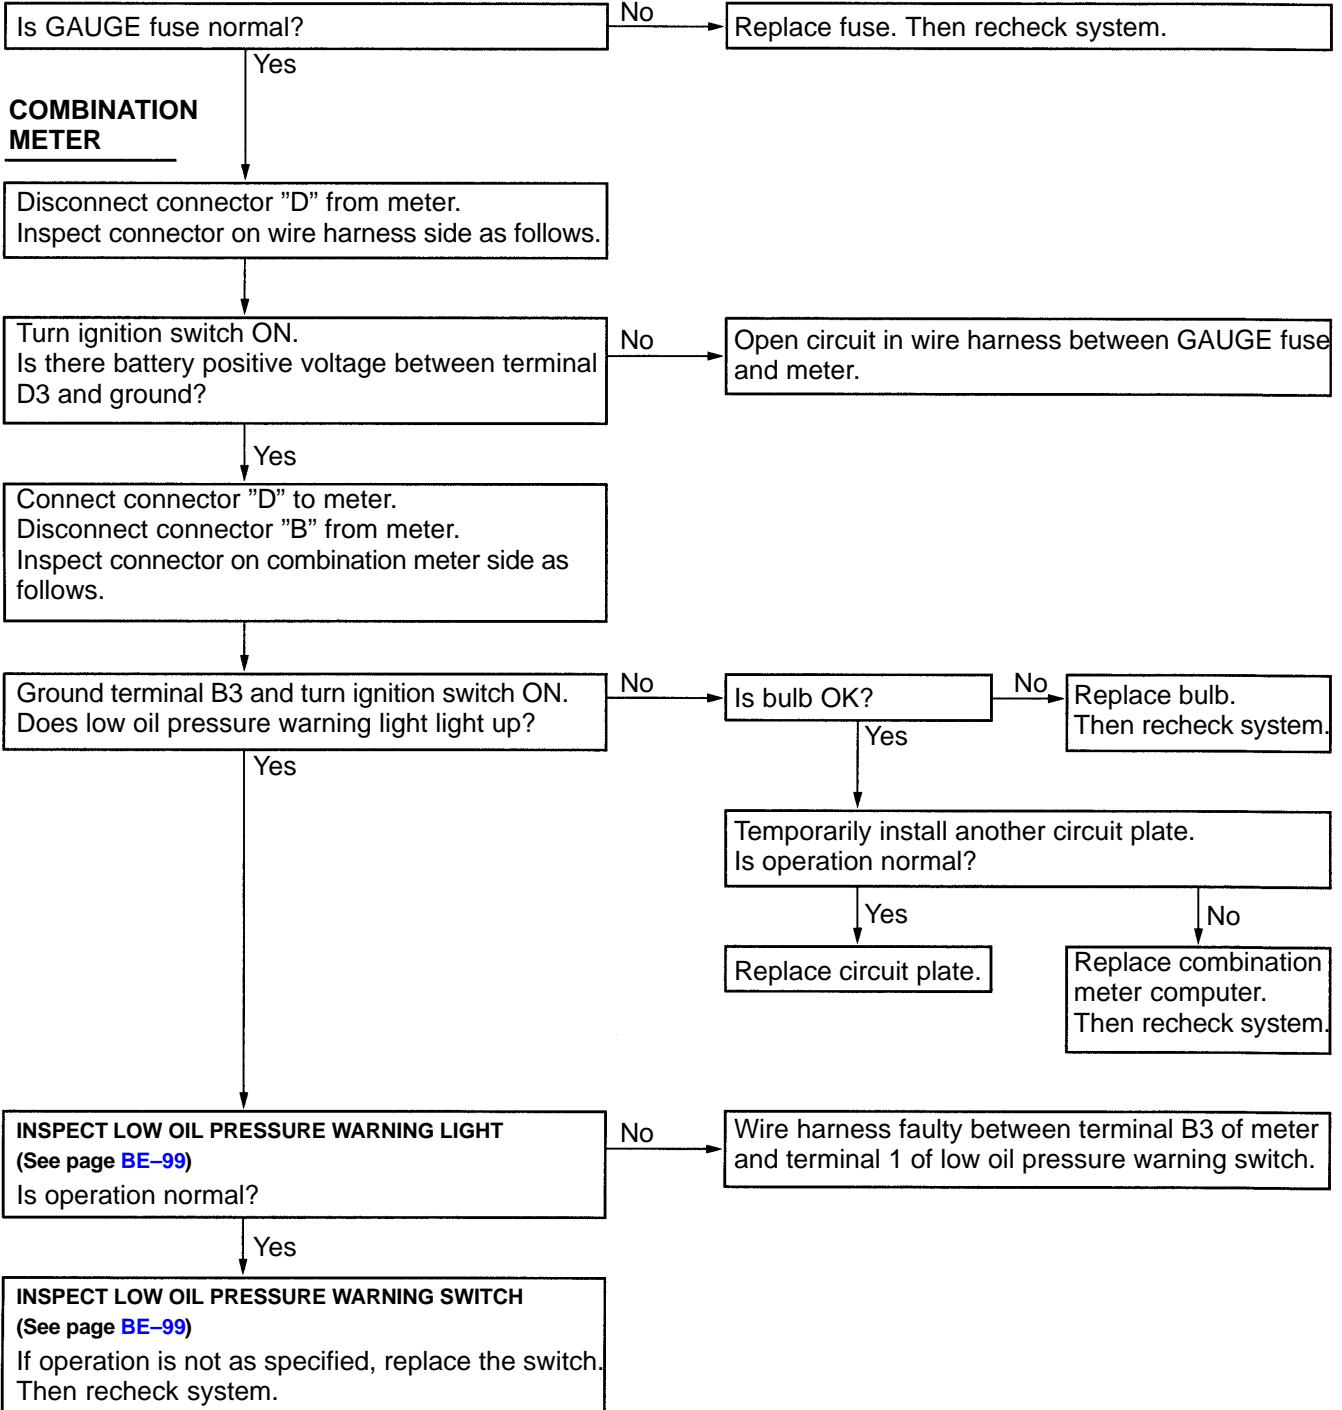 Is GAUGE fuse normal?
No
Replace fuse. Then recheck system.
Yes
COMBINATION
METER
Disconnect connector ”D” from meter.
Inspect connector on wire harness side as follows.
Turn ignition switch ON.
Is there battery positive voltage between terminal
D3 and ground?
No
Open circuit in wire harness between GAUGE fuse
and meter.
Yes
Connect connector ”D” to meter.
Disconnect connector ”B” from meter.
Inspect connector on combination meter side as
follows.
Ground terminal B3 and turn ignition switch ON.
Does low oil pressure warning light light up?
No
Is bulb OK?
No
Replace bulb.
Then recheck system.
Yes
Yes
Temporarily install another circuit plate.
Is operation normal?
Yes
No
Replace circuit plate.
Replace combination
meter computer.
Then recheck system.
INSPECT LOW OIL PRESSURE WARNING LIGHT
(See page BE–99)
Is operation normal?
No
Wire harness faulty between terminal B3 of meter
and terminal 1 of low oil pressure warning switch.
Yes
INSPECT LOW OIL PRESSURE WARNING SWITCH
(See page BE–99)
If operation is not as specified, replace the switch.
Then recheck system.